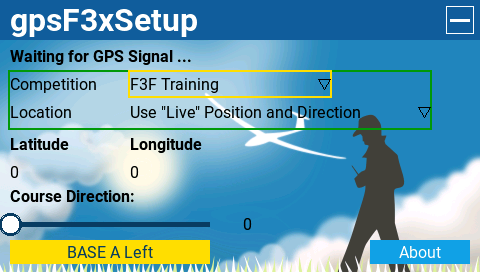 gpsF3xSetup
Waiting for GPS Signal ...
Competition F3F Training
Location Use "Live" Position and Direction
Latitude Longitude
0 0
Course Direction:
0
BASE A Left About